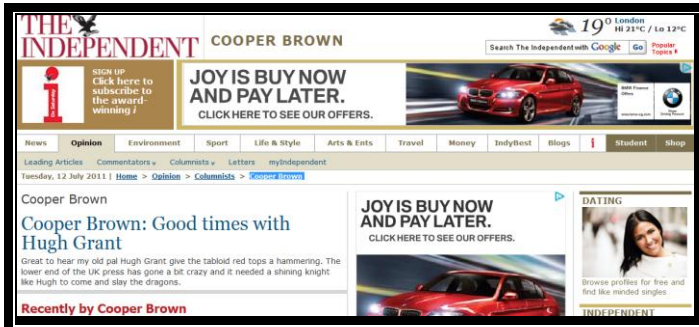 THE
INDEPENDENT
COOPER BROWN
19° London
Hi 21°C / Lo 12°C
Search The Independent with Google Go
Popular
Topics
i
On Saturday
SIGN UP
Click here to
subscribe to
the award-
winning i
JOY IS BUY NOW
AND PAY LATER.
CLICK HERE TO SEE OUR OFFERS.
BMW Finance
Offers
News Opinion Environment Sport Life & Style Arts & Ents Travel Money IndyBest Blogs i Student Shop
Leading Articles Commentators Columnists Letters myIndependent
Tuesday, 12 July 2011 | Home > Opinion > Columnists > Cooper Brown
Cooper Brown
Cooper Brown: Good times with
Hugh Grant
Great to hear my old pal Hugh Grant give the tabloid red tops a hammering. The
lower end of the UK press has gone a bit crazy and it needed a shining knight
like Hugh to come and slay the dragons.
Recently by Cooper Brown
JOY IS BUY NOW
AND PAY LATER.
CLICK HERE TO SEE OUR OFFERS.
DATING
Browse profiles for free and
find like minded singles
INDEPENDENT